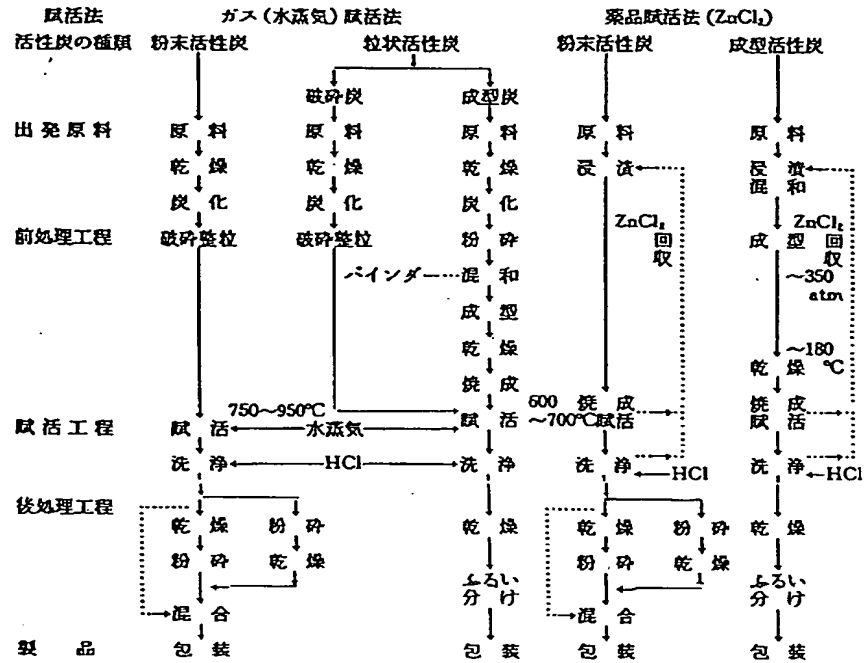 賦活法 ガス(水蒸気)賦活法 薬品賦活法(ZnCl₂)
活性炭の種類 粉末活性炭 粒状活性炭 粉末活性炭 成型活性炭
破砕炭 成型炭
出発原料 原料 原料 原料 原料 原料
乾燥 乾燥 乾燥 浸漬 浸漬
混和
炭化 炭化 炭化
ZnCl₂ ZnCl₂
前処理工程 破砕整粒 破砕整粒 粉砕 回収 成型 回収
バインダー 混和 ~350
atm
成型
乾燥 ~180
℃
乾燥
焼成 600 焼成 焼成
750~950℃
賦活工程 賦活 水蒸気 賦活 ~700℃賦活 賦活
洗浄 HCl 洗浄 洗浄 HCl 洗浄 HCl
後処理工程
乾燥 粉砕 乾燥 乾燥 粉砕 乾燥
粉砕 乾燥 ふるい 粉砕 乾燥 ふるい
分け 分け
混合 混合
製品 包装 包装 包装 包装